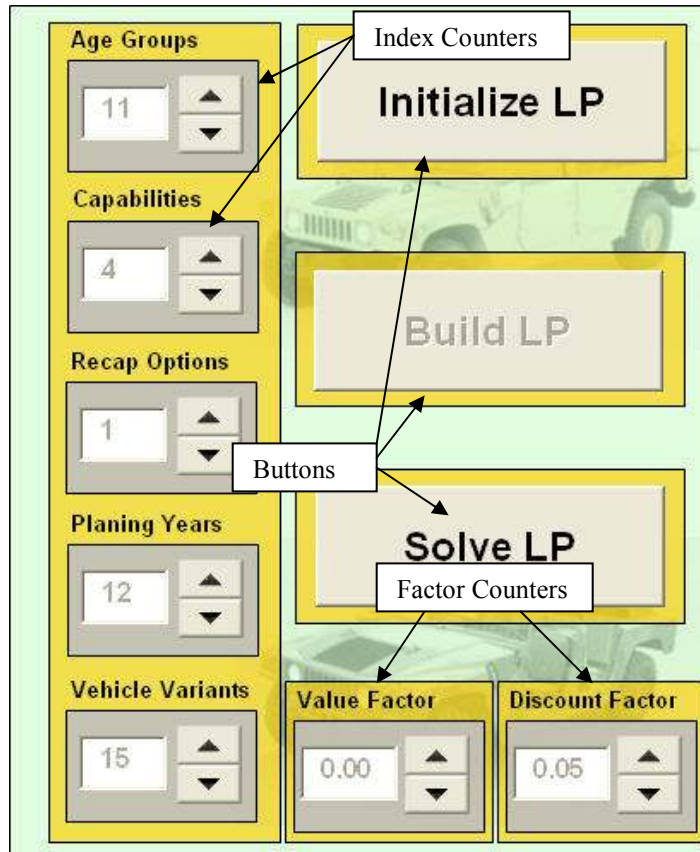 Age Groups
11
Capabilities
4
Recap Options
1
Planing Years
12
Vehicle Variants
15
Index Counters
Initialize LP
Build LP
Buttons
Solve LP
Factor Counters
Value Factor
0.00
Discount Factor
0.05